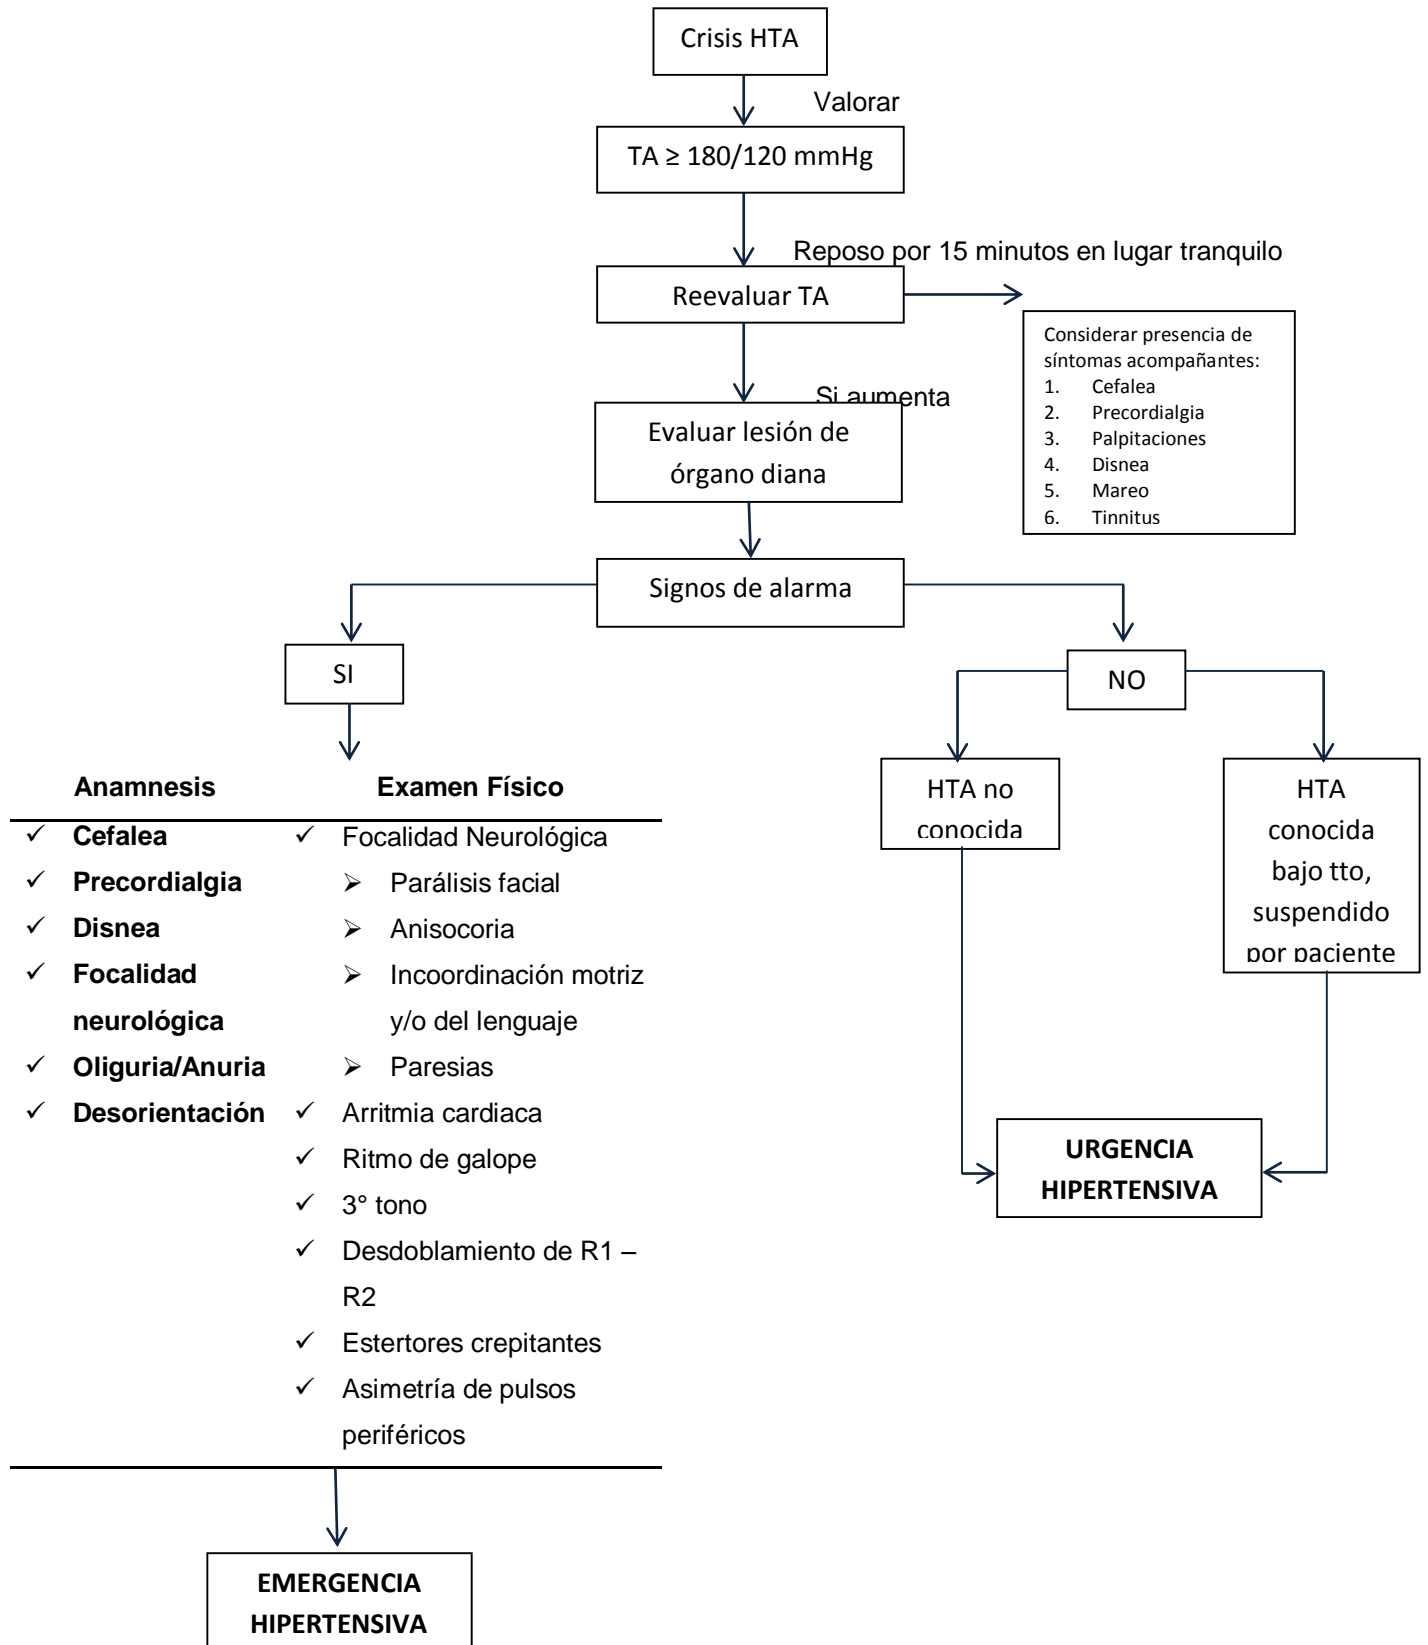 Crisis HTA
Valorar
TA ≥ 180/120 mmHg
Reposo por 15 minutos en lugar tranquilo
Reevaluar TA
Considerar presencia de
síntomas acompañantes:
1. Cefalea
2. Precordialgia
3. Palpitaciones
4. Disnea
5. Mareo
6. Tinnitus
Si aumenta
Evaluar lesión de
órgano diana
Signos de alarma
SI
NO
Anamnesis
✓ Cefalea
✓ Precordialgia
✓ Disnea
✓ Focalidad
neurológica
✓ Oliguria/Anuria
✓ Desorientación
Examen Físico
✓ Focalidad Neurológica
➢ Parálisis facial
➢ Anisocoria
➢ Incoordinación motriz
y/o del lenguaje
➢ Paresias
✓ Arritmia cardiaca
✓ Ritmo de galope
✓ 3° tono
✓ Desdoblamiento de R1 –
R2
✓ Estertores crepitantes
✓ Asimetría de pulsos
periféricos
HTA no
conocida
HTA
conocida
bajo tto,
suspendido
por paciente
URGENCIA
HIPERTENSIVA
EMERGENCIA
HIPERTENSIVA